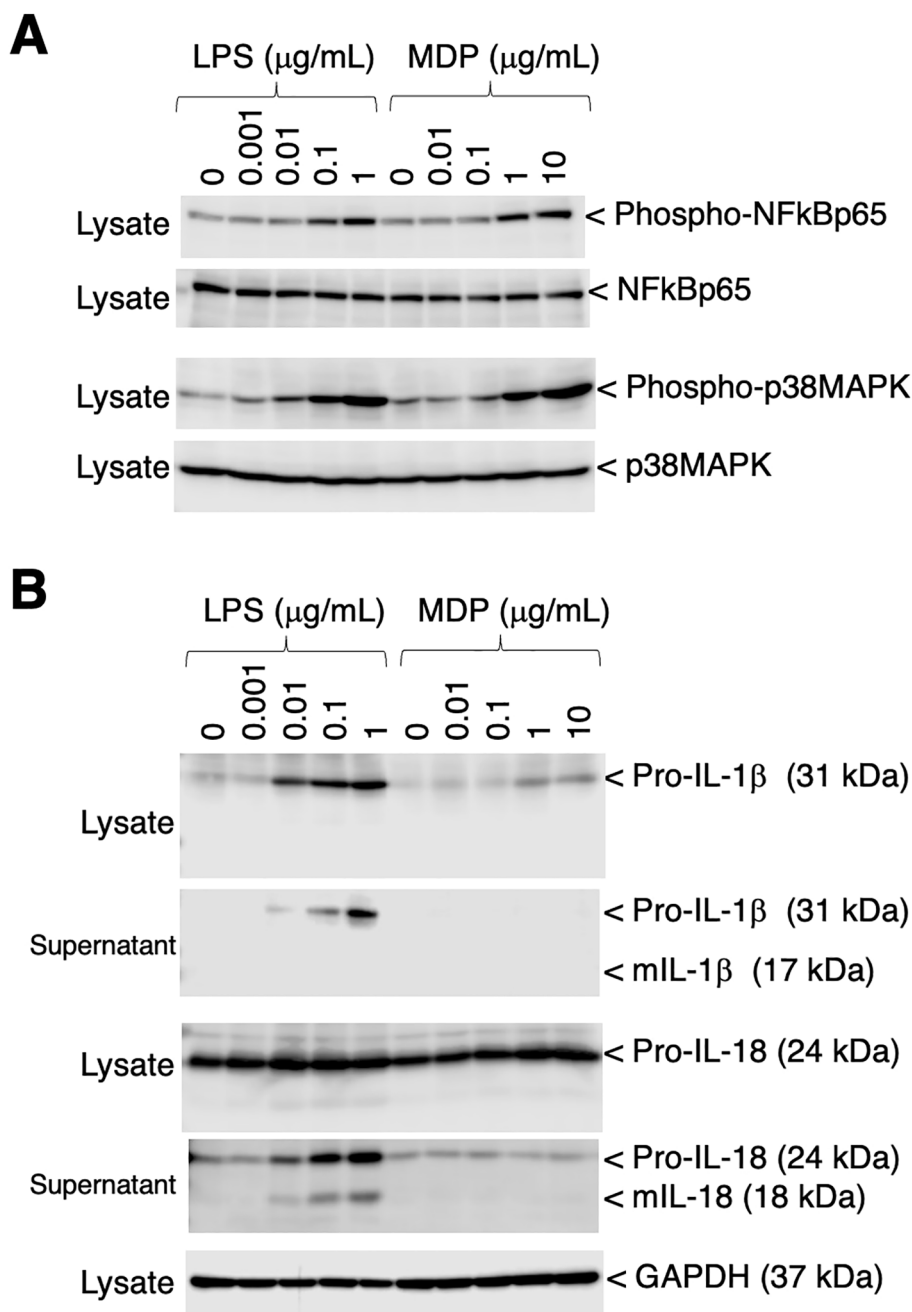 A
LPS (μg/mL) MDP (μg/mL)
0 0.001 0.01 0.1 1 0 0.01 0.1 1 10
Lysate < Phospho-NFkBp65
Lysate < NFkBp65
Lysate < Phospho-p38MAPK
Lysate < p38MAPK
B
LPS (μg/mL) MDP (μg/mL)
0 0.001 0.01 0.1 1 0 0.01 0.1 1 10
< Pro-IL-1β (31 kDa)
Lysate
< Pro-IL-1β (31 kDa)
Supernatant
< mIL-1β (17 kDa)
Lysate < Pro-IL-18 (24 kDa)
< Pro-IL-18 (24 kDa)
Supernatant
< mIL-18 (18 kDa)
Lysate < GAPDH (37 kDa)